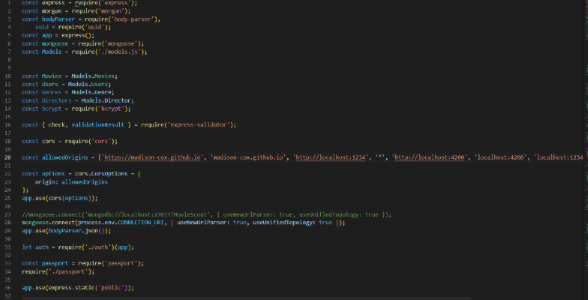 1 const express = require('express');
2 const morgan = require('morgan');
3 const bodyParser = require('body-parser'),
4 uuid = require('uuid');
5 const app = express();
6 const mongoose = require('mongoose');
7 const Models = require('./models.js');
8
9
10 const Movies = Models.Movies;
11 const Users = Models.Users;
12 const Genres = Models.Genre;
13 const Directors = Models.Director;
14 const bcrypt = require('bcrypt');
15
16 const { check, validationResult } = require('express-validator');
17
18 const cors = require('cors');
19
20 const allowedOrigins = ['https://madison-cox.github.io', 'madison-cox.github.io', 'http://localhost:1234', '*', 'http://localhost:4200', 'localhost:4200', 'localhost:1234
21
22 const options = cors.CorsOptions = {
23 origin: allowedOrigins
24 };
25 app.use(cors(options));
26
27 //mongoose.connect('mongodb://localhost:27017/MovieScout', { useNewUrlParser: true, useUnifiedTopology: true });
28 mongoose.connect(process.env.CONNECTION_URI, { useNewUrlParser: true, useUnifiedTopology: true });
29 app.use(bodyParser.json());
30
31 let auth = require('./auth')(app);
32
33 const passport = require('passport');
34 require('./passport');
35
36 app.use(express.static("public"));
37